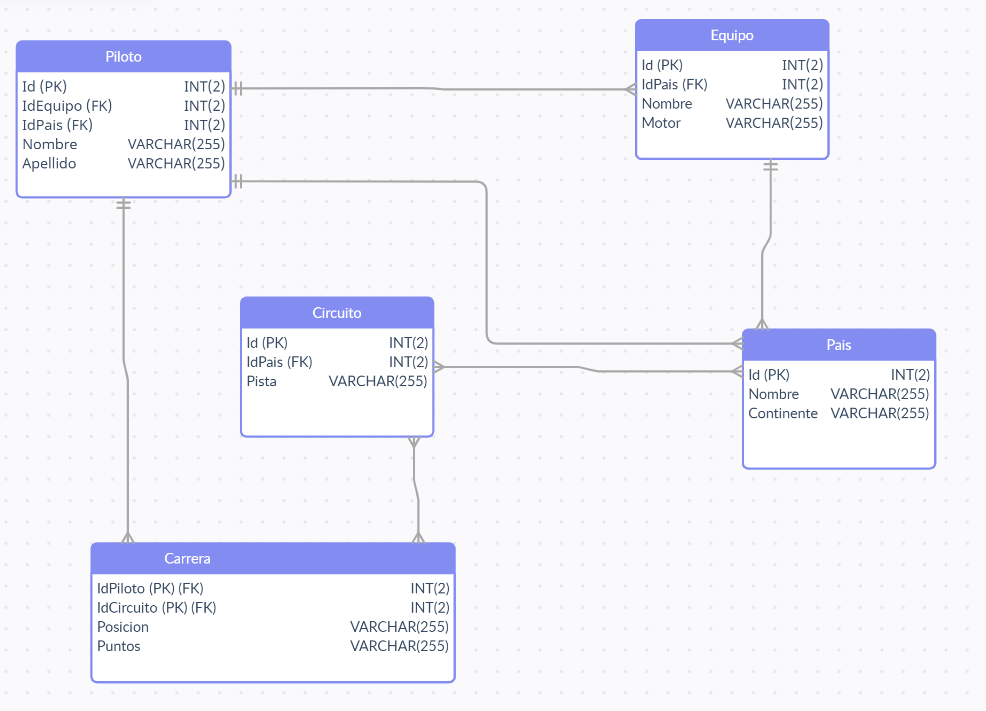 Piloto
Id (PK) INT(2)
IdEquipo (FK) INT(2)
IdPais (FK) INT(2)
Nombre VARCHAR(255)
Apellido VARCHAR(255)
Equipo
Id (PK) INT(2)
IdPais (FK) INT(2)
Nombre VARCHAR(255)
Motor VARCHAR(255)
Circuito
Id (PK) INT(2)
IdPais (FK) INT(2)
Pista VARCHAR(255)
Pais
Id (PK) INT(2)
Nombre VARCHAR(255)
Continente VARCHAR(255)
Carrera
IdPiloto (PK) (FK) INT(2)
IdCircuito (PK) (FK) INT(2)
Posicion VARCHAR(255)
Puntos VARCHAR(255)